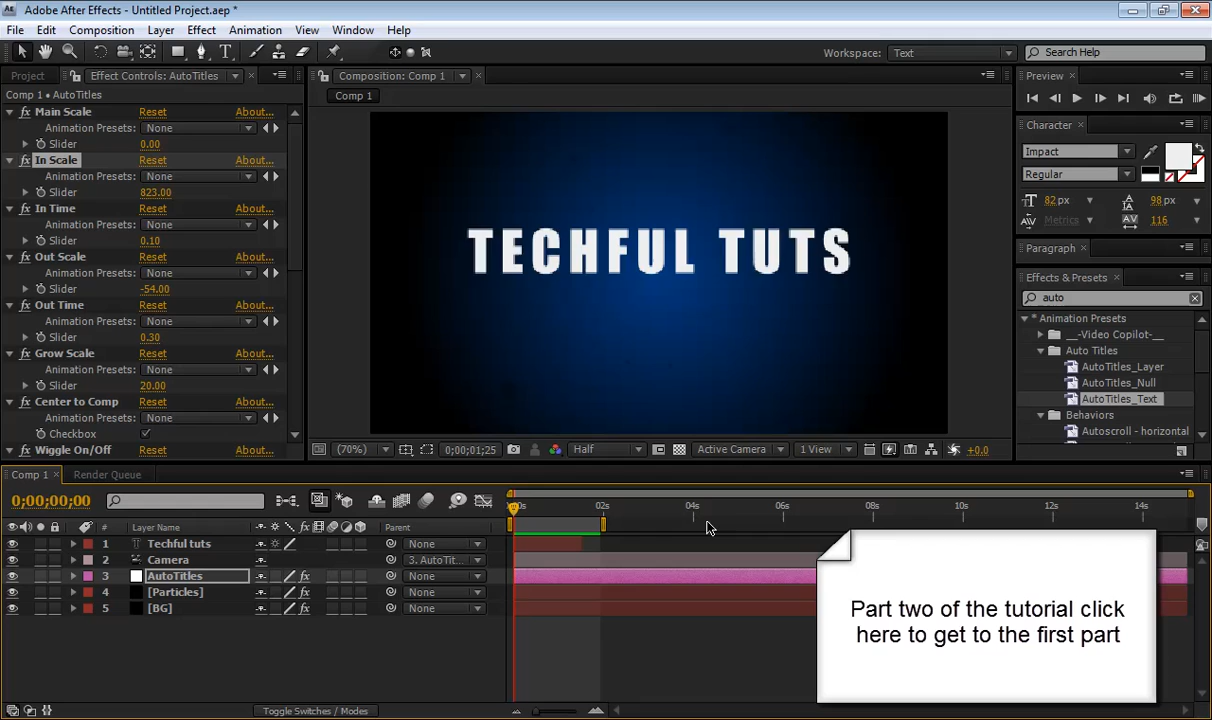 Adobe After Effects - Untitled Project.aep *
File Edit Composition Layer Effect Animation View Window Help
Workspace: Text Search Help
Project Effect Controls: AutoTitles Composition: Comp 1 Preview
Comp 1 • AutoTitles
Comp 1
Main Scale Reset About...
Animation Presets: None
Slider 0.00
In Scale Reset About...
Animation Presets: None
Slider 823.00
In Time Reset About...
Animation Presets: None
Slider 0.10
Out Scale Reset About...
Animation Presets: None
Slider -54.00
Out Time Reset About...
Animation Presets: None
Slider 0.30
Grow Scale Reset About...
Animation Presets: None
Slider 20.00
Center to Comp Reset About...
Animation Presets: None
Checkbox
Wiggle On/Off Reset About...
TECHFUL TUTS
(70%) 0;00;01;25 Half Active Camera 1 View +0.0
Character
Impact
Regular
82 px 98 px
Metrics 116
Paragraph
Effects & Presets
auto
* Animation Presets
__-Video Copilot-__
Auto Titles
AutoTitles_Layer
AutoTitles_Null
AutoTitles_Text
Behaviors
Autoscroll - horizontal
Comp 1 Render Queue
0;00;00;00
02s 04s 06s 08s 10s 12s 14s
# Layer Name Parent
1 Techful tuts None
2 Camera 3. AutoTit...
3 AutoTitles None
4 [Particles] None
5 [BG] None
Toggle Switches / Modes
Part two of the tutorial click
here to get to the first part